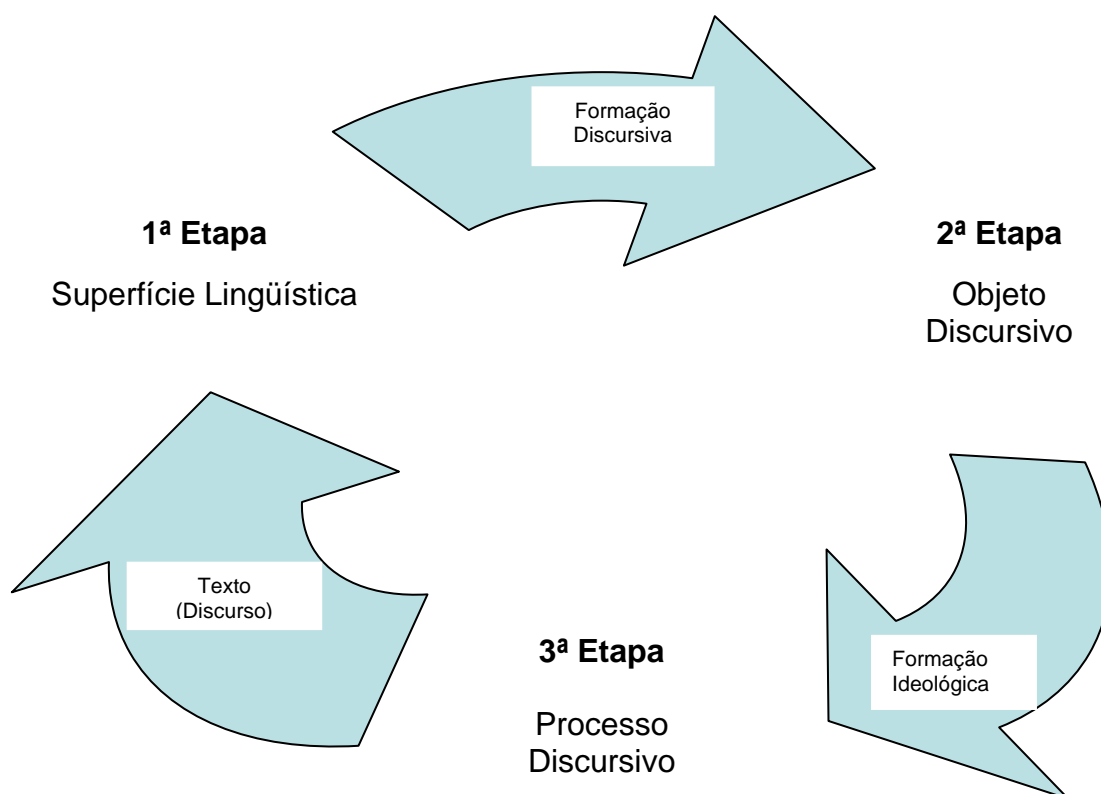 Formação
Discursiva
1ª Etapa
Superfície Lingüística
2ª Etapa
Objeto
Discursivo
Texto
(Discurso)
3ª Etapa
Processo
Discursivo
Formação
Ideológica